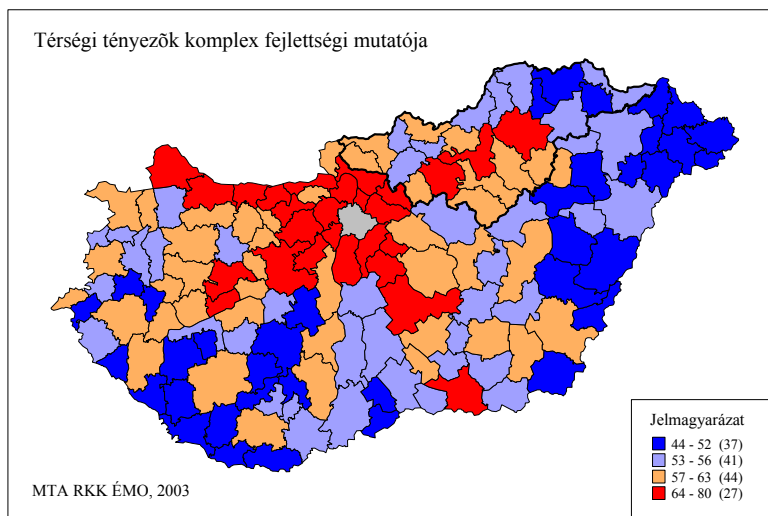 Térségi tényezõk komplex fejlettségi mutatója
Jelmagyarázat
44 - 52 (37)
53 - 56 (41)
57 - 63 (44)
64 - 80 (27)
MTA RKK ÉMO, 2003